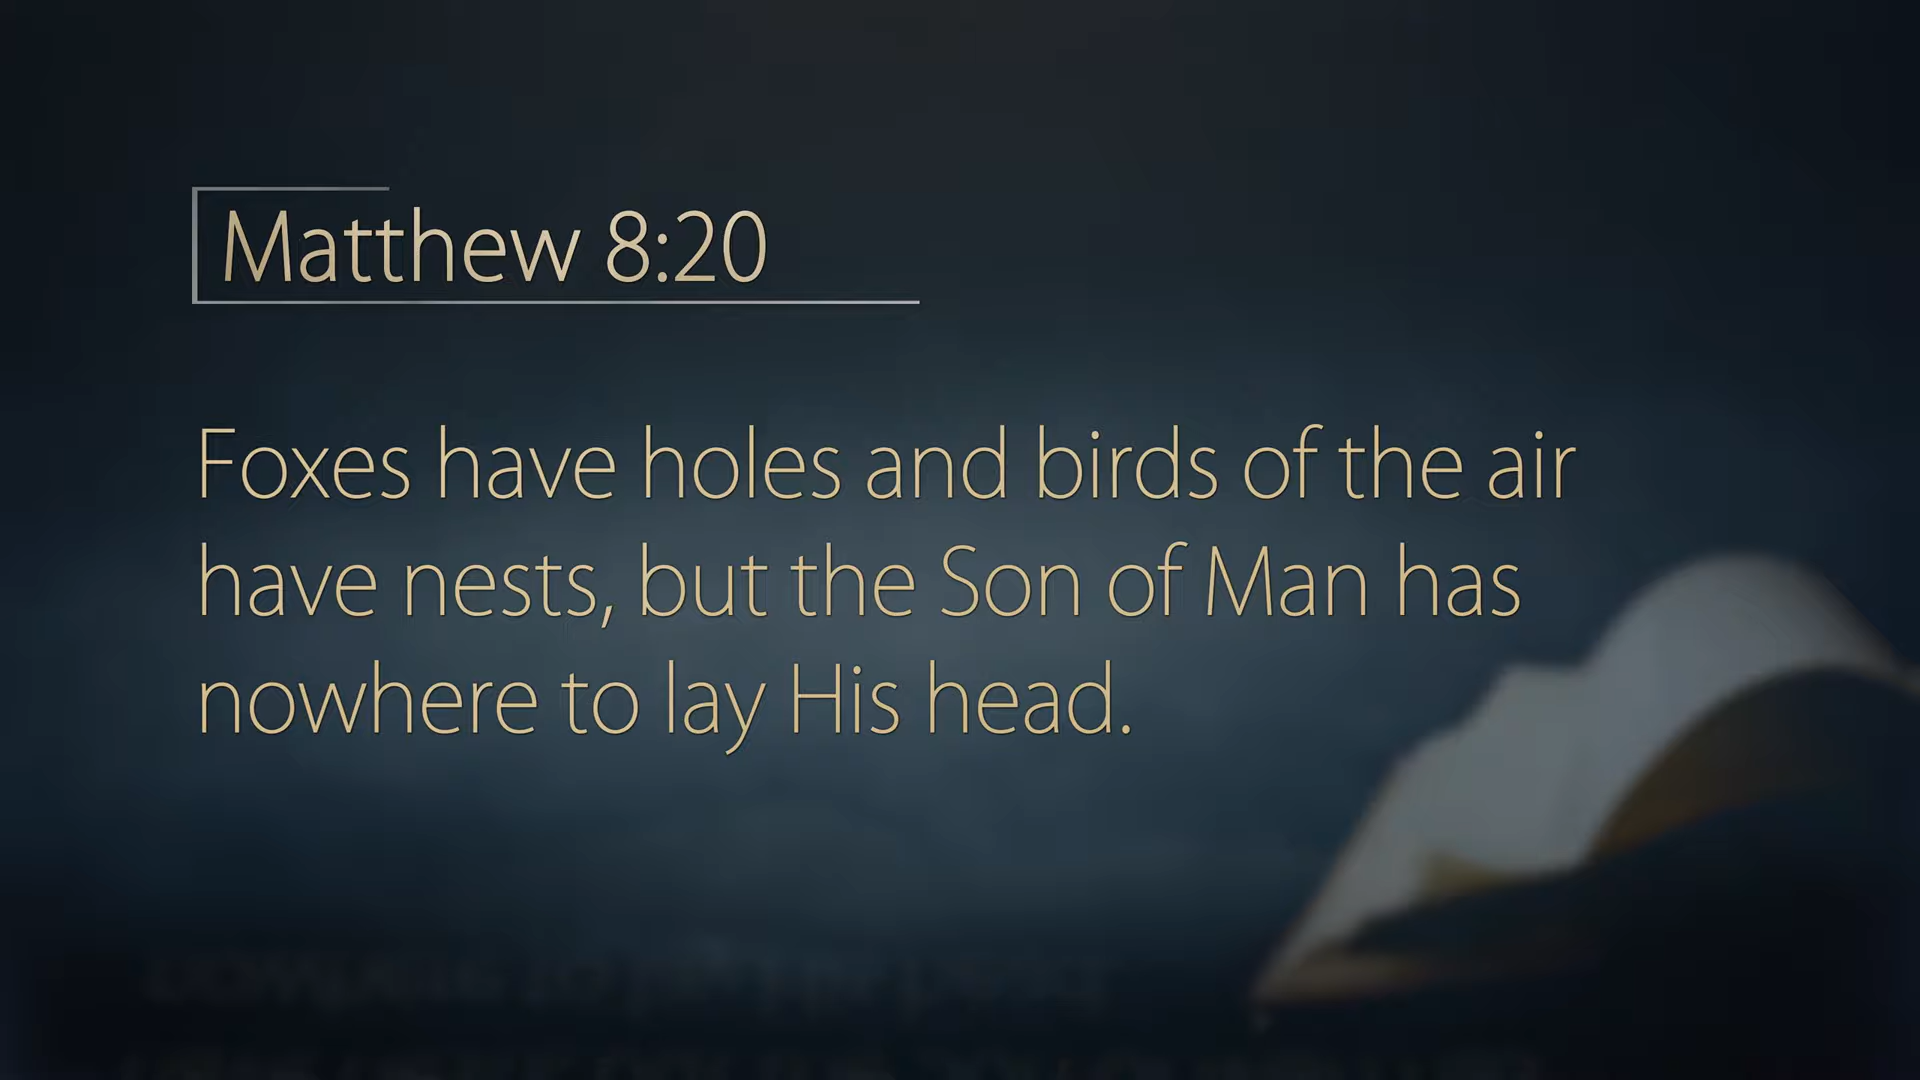 Matthew 8:20
Foxes have holes and birds of the air
have nests, but the Son of Man has
nowhere to lay His head.